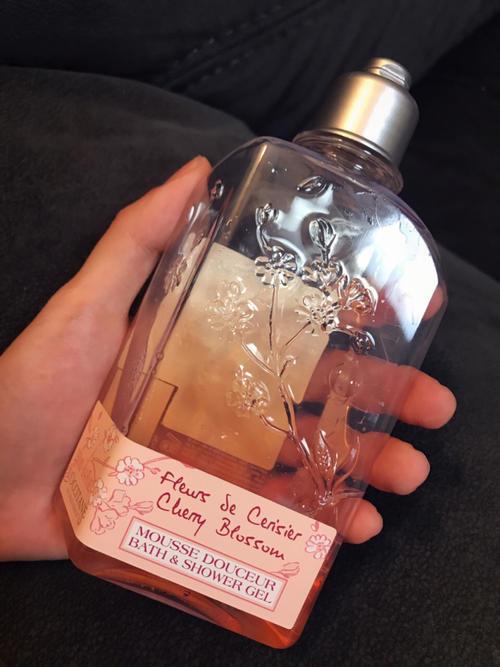 Fleurs de Cerisier
Cherry Blossom
MOUSSE DOUCEUR
BATH & SHOWER GEL